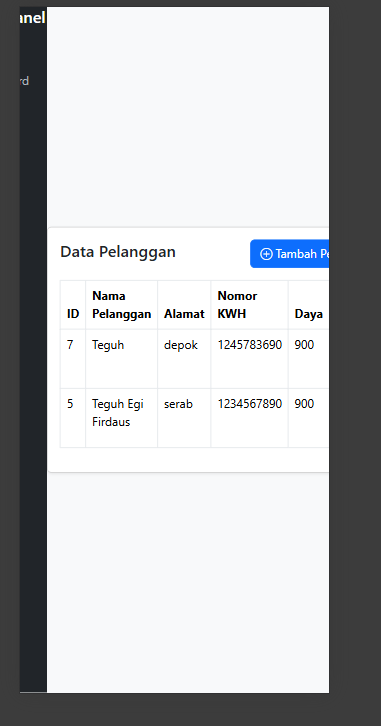 nnel
rd
Data Pelanggan
Tambah Pe
ID Nama Pelanggan Alamat Nomor KWH Daya
7 Teguh depok 1245783690 900
5 Teguh Egi Firdaus serab 1234567890 900